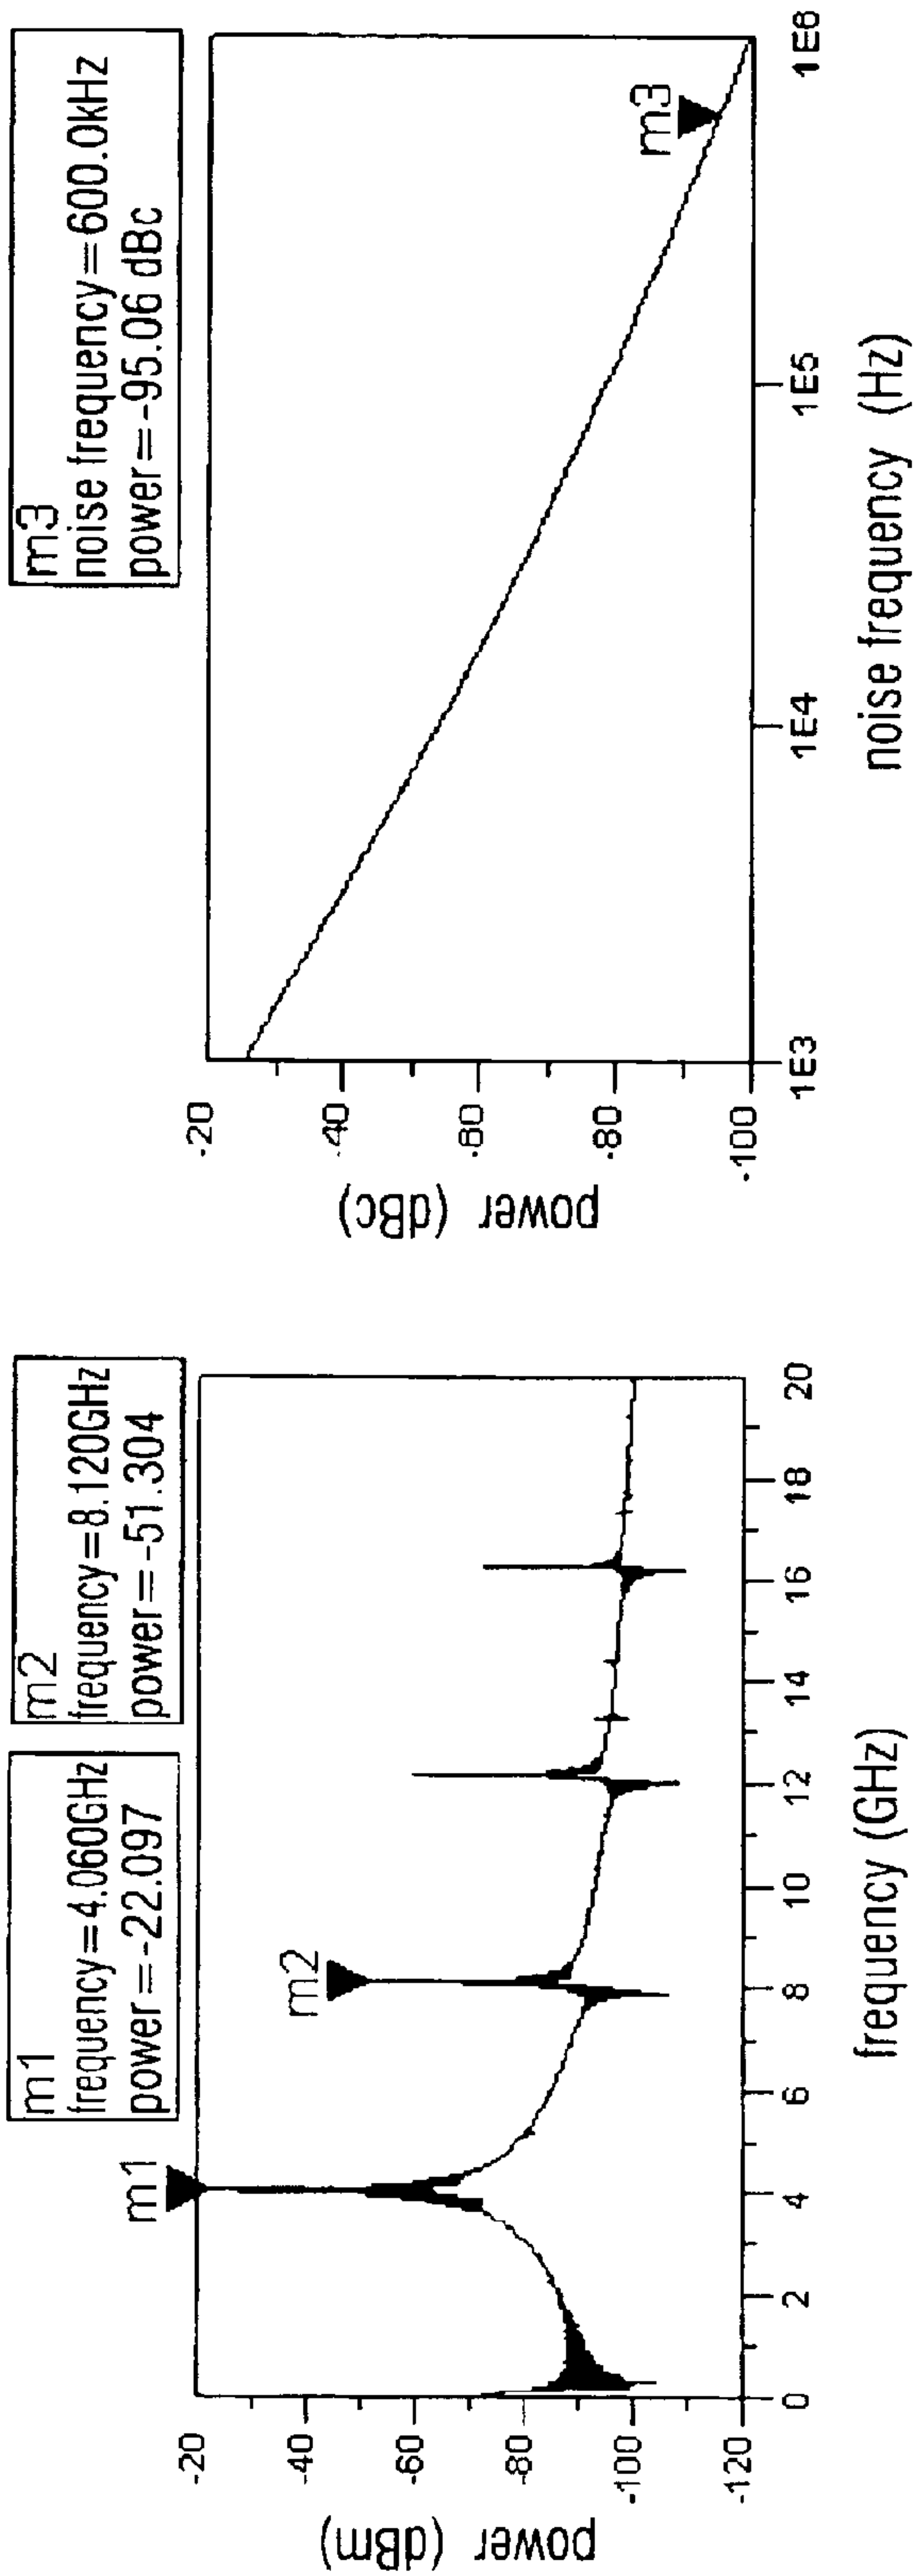 m1
frequency=4.060GHz
power=-22.097
m2
frequency=8.120GHz
power=-51.304
m1
m2
power (dBm)
-20
-40
-60
-80
-100
-120
0 2 4 6 8 10 12 14 16 18 20
frequency (GHz)
m3
noise frequency=600.0kHz
power=-95.06 dBc
m3
power (dBc)
-20
-40
-60
-80
-100
1E3 1E4 1E5 1E6
noise frequency (Hz)